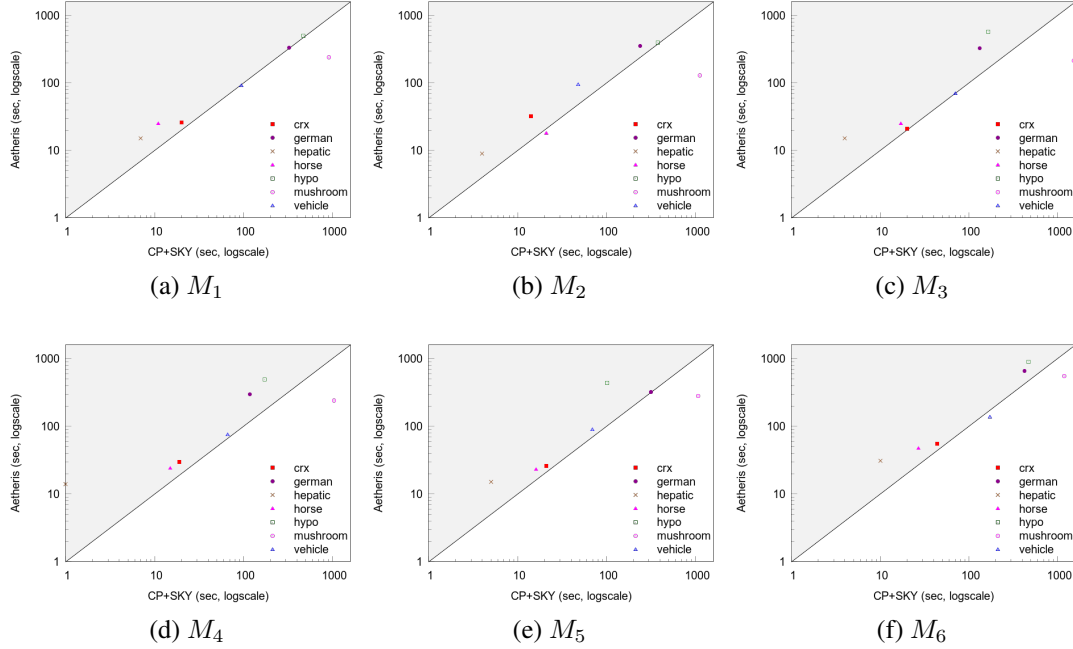 1000
100
10
1
Aetheris (sec, logscale)
crx
german
hepatic
horse
hypo
mushroom
vehicle
1 10 100 1000
CP+SKY (sec, logscale)
(a) M_1
1000
100
10
1
Aetheris (sec, logscale)
crx
german
hepatic
horse
hypo
mushroom
vehicle
1 10 100 1000
CP+SKY (sec, logscale)
(b) M_2
1000
100
10
1
Aetheris (sec, logscale)
crx
german
hepatic
horse
hypo
mushroom
vehicle
1 10 100 1000
CP+SKY (sec, logscale)
(c) M_3
1000
100
10
1
Aetheris (sec, logscale)
crx
german
hepatic
horse
hypo
mushroom
vehicle
1 10 100 1000
CP+SKY (sec, logscale)
(d) M_4
1000
100
10
1
Aetheris (sec, logscale)
crx
german
hepatic
horse
hypo
mushroom
vehicle
1 10 100 1000
CP+SKY (sec, logscale)
(e) M_5
1000
100
10
1
Aetheris (sec, logscale)
crx
german
hepatic
horse
hypo
mushroom
vehicle
1 10 100 1000
CP+SKY (sec, logscale)
(f) M_6